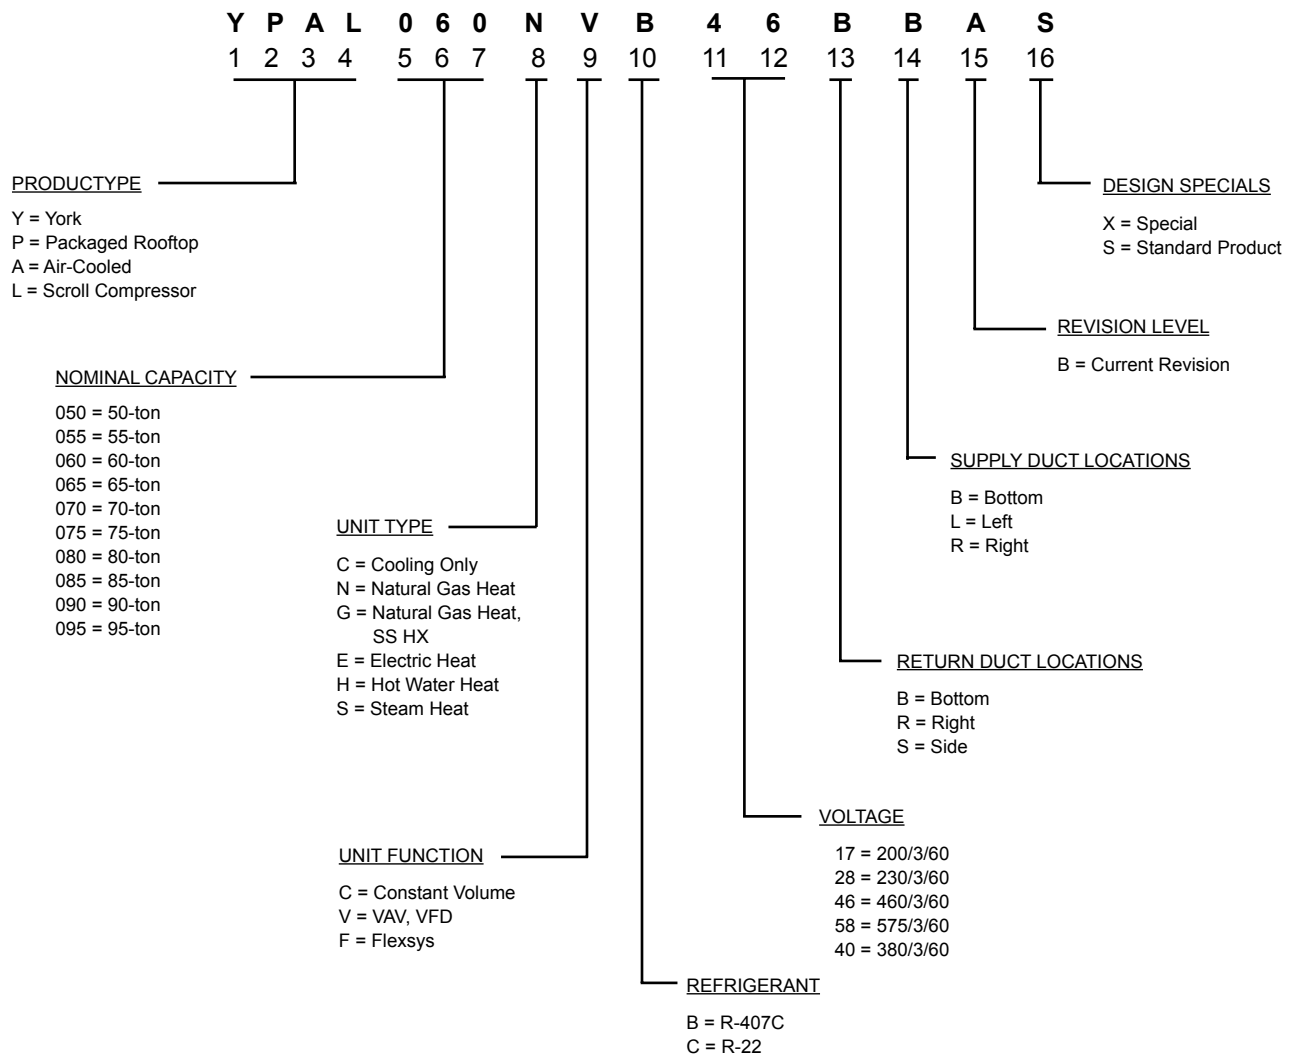 Y P A L 0 6 0 N V B 4 6 B B A S
1 2 3 4 5 6 7 8 9 10 11 12 13 14 15 16
PRODUCTYPE
Y = York
P = Packaged Rooftop
A = Air-Cooled
L = Scroll Compressor
DESIGN SPECIALS
X = Special
S = Standard Product
REVISION LEVEL
B = Current Revision
NOMINAL CAPACITY
050 = 50-ton
055 = 55-ton
060 = 60-ton
065 = 65-ton
070 = 70-ton
075 = 75-ton
080 = 80-ton
085 = 85-ton
090 = 90-ton
095 = 95-ton
SUPPLY DUCT LOCATIONS
B = Bottom
L = Left
R = Right
UNIT TYPE
C = Cooling Only
N = Natural Gas Heat
G = Natural Gas Heat,
SS HX
E = Electric Heat
H = Hot Water Heat
S = Steam Heat
RETURN DUCT LOCATIONS
B = Bottom
R = Right
S = Side
VOLTAGE
17 = 200/3/60
28 = 230/3/60
46 = 460/3/60
58 = 575/3/60
40 = 380/3/60
UNIT FUNCTION
C = Constant Volume
V = VAV, VFD
F = Flexsys
REFRIGERANT
B = R-407C
C = R-22